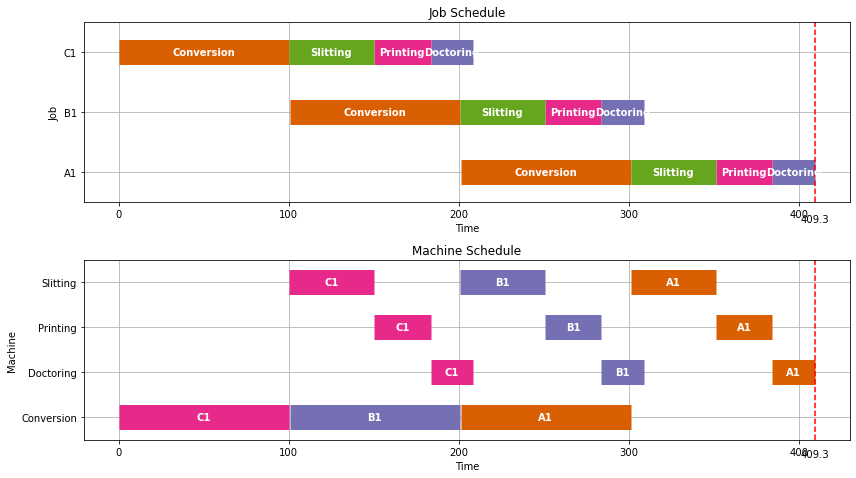 Job Schedule
C1
Conversion
Slitting
Printing
Doctoring
B1
Conversion
Slitting
Printing
Doctoring
Job
A1
Conversion
Slitting
Printing
Doctoring
0
100
200
300
400
409.3
Time
Machine Schedule
Slitting
C1
B1
A1
Printing
C1
B1
A1
Machine
Doctoring
C1
B1
A1
Conversion
C1
B1
A1
0
100
200
300
400
409.3
Time